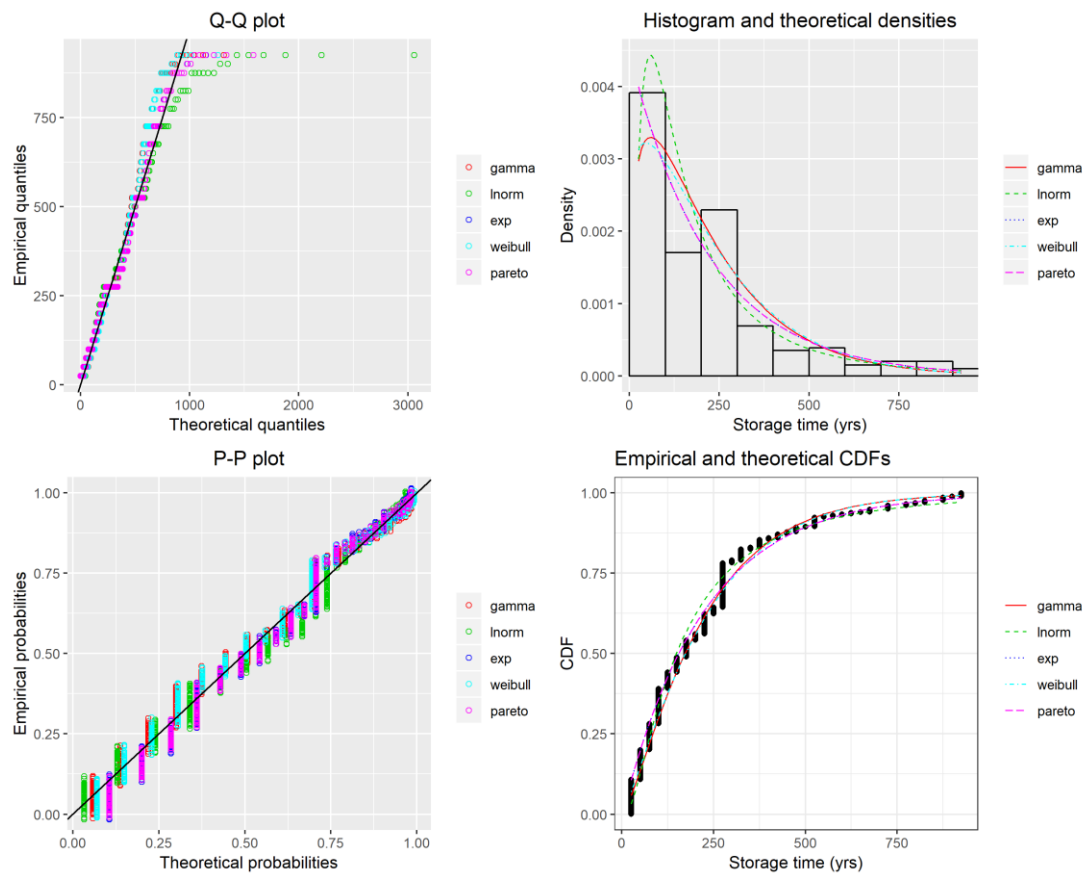 Q-Q plot
Empirical quantiles
750
500
250
0
0
1000
2000
3000
Theoretical quantiles
gamma
lnorm
exp
weibull
pareto
Histogram and theoretical densities
Density
0.004
0.003
0.002
0.001
0.000
0
250
500
750
Storage time (yrs)
gamma
lnorm
exp
weibull
pareto
P-P plot
Empirical probabilities
1.00
0.75
0.50
0.25
0.00
0.00
0.25
0.50
0.75
1.00
Theoretical probabilities
gamma
lnorm
exp
weibull
pareto
Empirical and theoretical CDFs
CDF
1.00
0.75
0.50
0.25
0.00
0
250
500
750
Storage time (yrs)
gamma
lnorm
exp
weibull
pareto